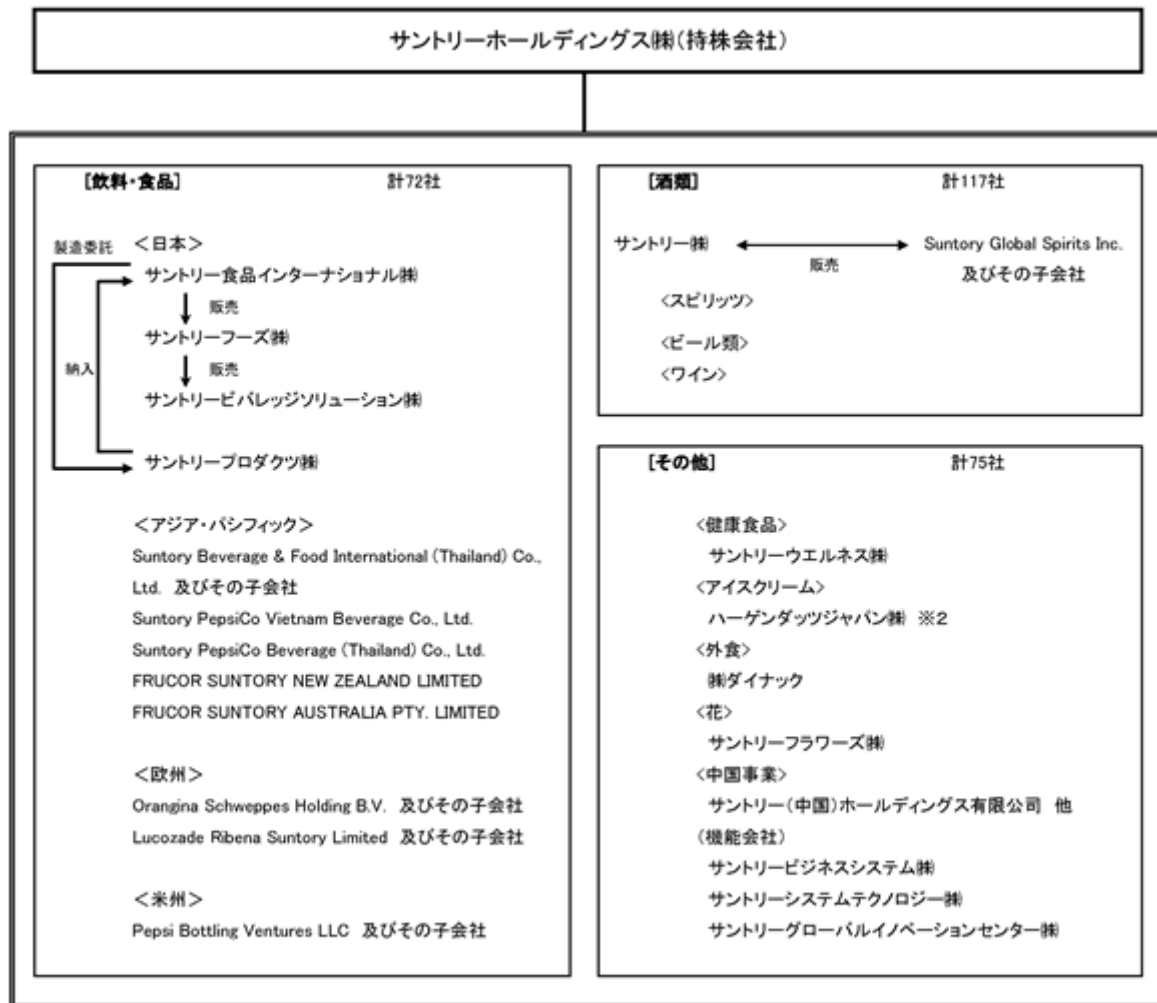 サントリーホールディングス㈱(持株会社)
[飲料・食品] 計72社
製造委託 <日本>
サントリー食品インターナショナル㈱
販売
サントリーフーズ㈱
納入 販売
サントリービバレッジソリューション㈱
サントリープロダクツ㈱
<アジア・パシフィック>
Suntory Beverage & Food International (Thailand) Co.,
Ltd. 及びその子会社
Suntory PepsiCo Vietnam Beverage Co., Ltd.
Suntory PepsiCo Beverage (Thailand) Co., Ltd.
FRUCOR SUNTORY NEW ZEALAND LIMITED
FRUCOR SUNTORY AUSTRALIA PTY. LIMITED
<欧州>
Orangina Schweppes Holding B.V. 及びその子会社
Lucozade Ribena Suntory Limited 及びその子会社
<米州>
Pepsi Bottling Ventures LLC 及びその子会社
[酒類] 計117社
サントリー㈱ 販売 Suntory Global Spirits Inc.
及びその子会社
<スピリッツ>
<ビール類>
<ワイン>
[その他] 計75社
<健康食品>
サントリーウエルネス㈱
<アイスクリーム>
ハーゲンダッツジャパン㈱ ※2
<外食>
㈱ダイナック
<花>
サントリーフラワーズ㈱
<中国事業>
サントリー(中国)ホールディングス有限公司 他
(機能会社)
サントリービジネスシステム㈱
サントリーシステムテクノロジー㈱
サントリーグローバルイノベーションセンター㈱